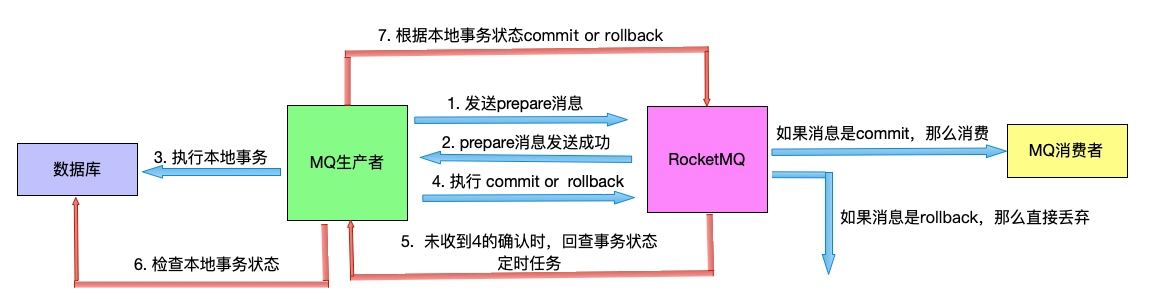 7. 根据本地事务状态commit or rollback
1. 发送prepare消息
2. prepare消息发送成功
3. 执行本地事务
4. 执行 commit or rollback
数据库
MQ生产者
RocketMQ
如果消息是commit，那么消费
MQ消费者
如果消息是rollback，那么直接丢弃
5. 未收到4的确认时，回查事务状态
定时任务
6. 检查本地事务状态